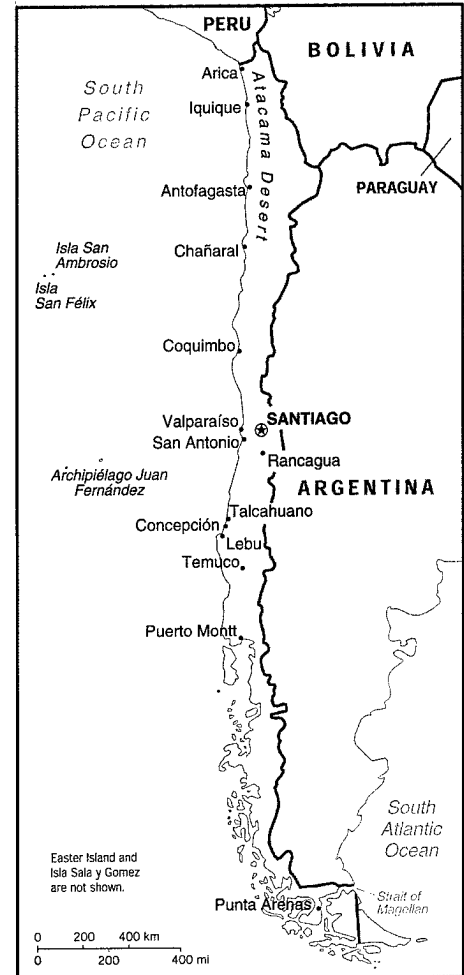 PERU
BOLIVIA
Arica
South
Pacific
Ocean
Iquique
Atacama Desert
PARAGUAY
Antofagasta
Isla San
Ambrosio
Chañaral
Isla
San Félix
Coquimbo
Valparaíso
SANTIAGO
San Antonio
Rancagua
Archipiélago Juan
Fernández
ARGENTINA
Talcahuano
Concepción
Lebu
Temuco
Puerto Montt
South
Atlantic
Ocean
Easter Island and
Isla Sala y Gomez
are not shown.
Strait of
Magellan
Punta Arenas
0 200 400 km
0 200 400 mi